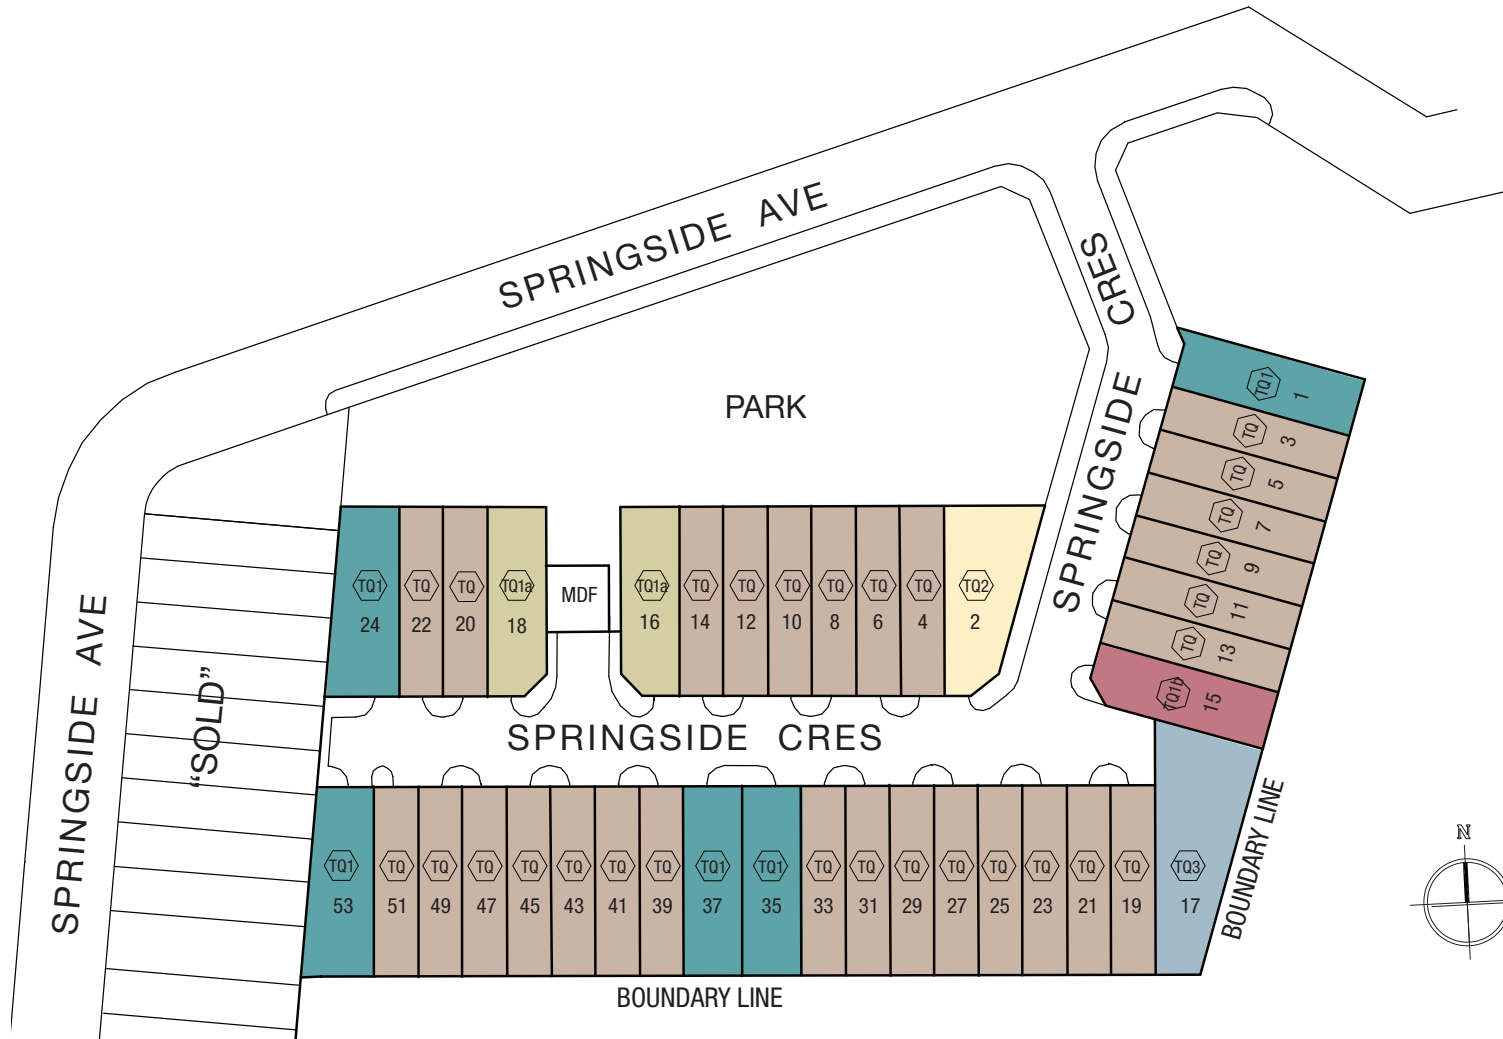 SPRINGSIDE AVE
CRES
SPRINGSIDE
PARK
TQ1 1
TQ 3
TQ 5
TQ 7
TQ 9
TQ 11
TQ 13
TQ1b 15
TQ1 TQ TQ TQ1a MDF TQ1a TQ TQ TQ TQ TQ TQ TQ2
24 22 20 18 16 14 12 10 8 6 4 2
SPRINGSIDE AVE
"SOLD"
SPRINGSIDE CRES
TQ1 TQ TQ TQ TQ TQ TQ TQ TQ1 TQ1 TQ TQ TQ TQ TQ TQ TQ TQ TQ3
53 51 49 47 45 43 41 39 37 35 33 31 29 27 25 23 21 19 17
BOUNDARY LINE
BOUNDARY LINE
N